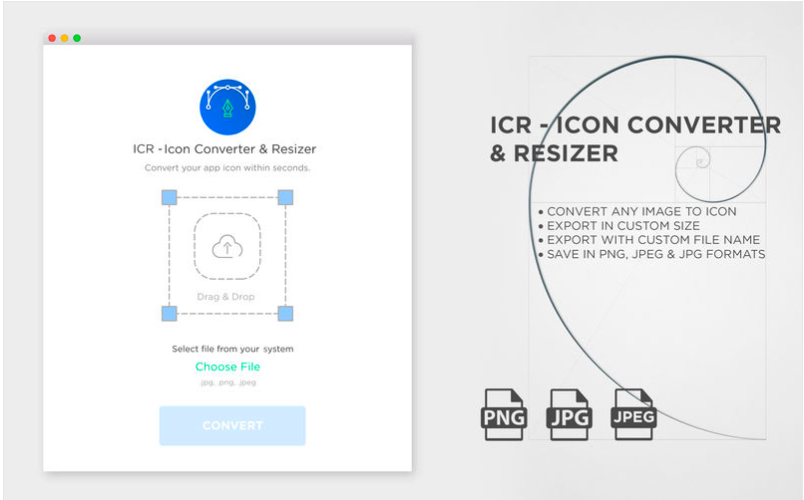 ICR - Icon Converter & Resizer
Convert your app icon within seconds.
Drag & Drop
Select file from your system
Choose File
.jpg, .png, .jpeg
CONVERT
ICR - ICON CONVERTER
& RESIZER
• CONVERT ANY IMAGE TO ICON
• EXPORT IN CUSTOM SIZE
• EXPORT WITH CUSTOM FILE NAME
• SAVE IN PNG, JPEG & JPG FORMATS
PNG JPG JPEG